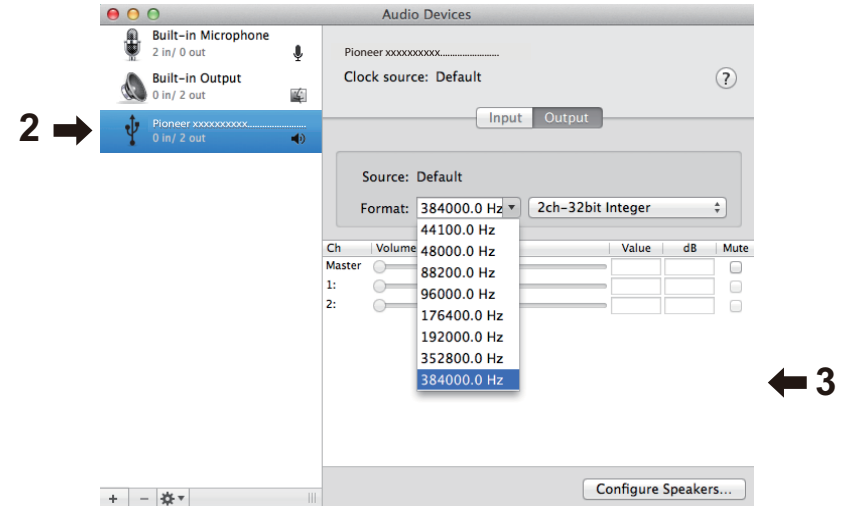 Audio Devices
Built-in Microphone
2 in/ 0 out
Built-in Output
0 in/ 2 out
2
Pioneer xxxxxxxxxx.......................
0 in/ 2 out
Pioneer xxxxxxxxxx.......................
Clock source: Default
?
Input Output
Source: Default
Format: 384000.0 Hz 2ch-32bit Integer
44100.0 Hz
48000.0 Hz
88200.0 Hz
96000.0 Hz
176400.0 Hz
192000.0 Hz
352800.0 Hz
384000.0 Hz
Ch Volume Value dB Mute
Master
1:
2:
3
+ −
Configure Speakers...